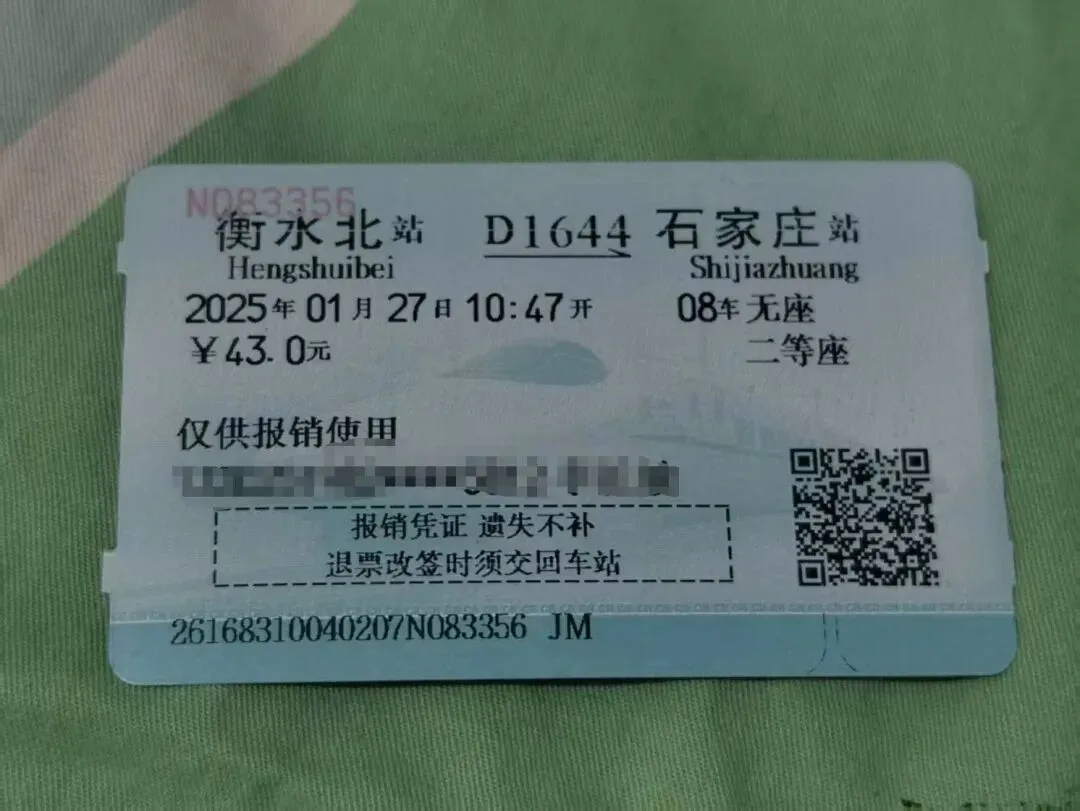 N083356
衡水北站 D1644 石家庄站
Hengshuibei Shijiazhuang
2025年01月27日10:47开 08车无座
￥43.0元 二等座
仅供报销使用
报销凭证 遗失不补
退票改签时须交回车站
26168310040207N083356 JM